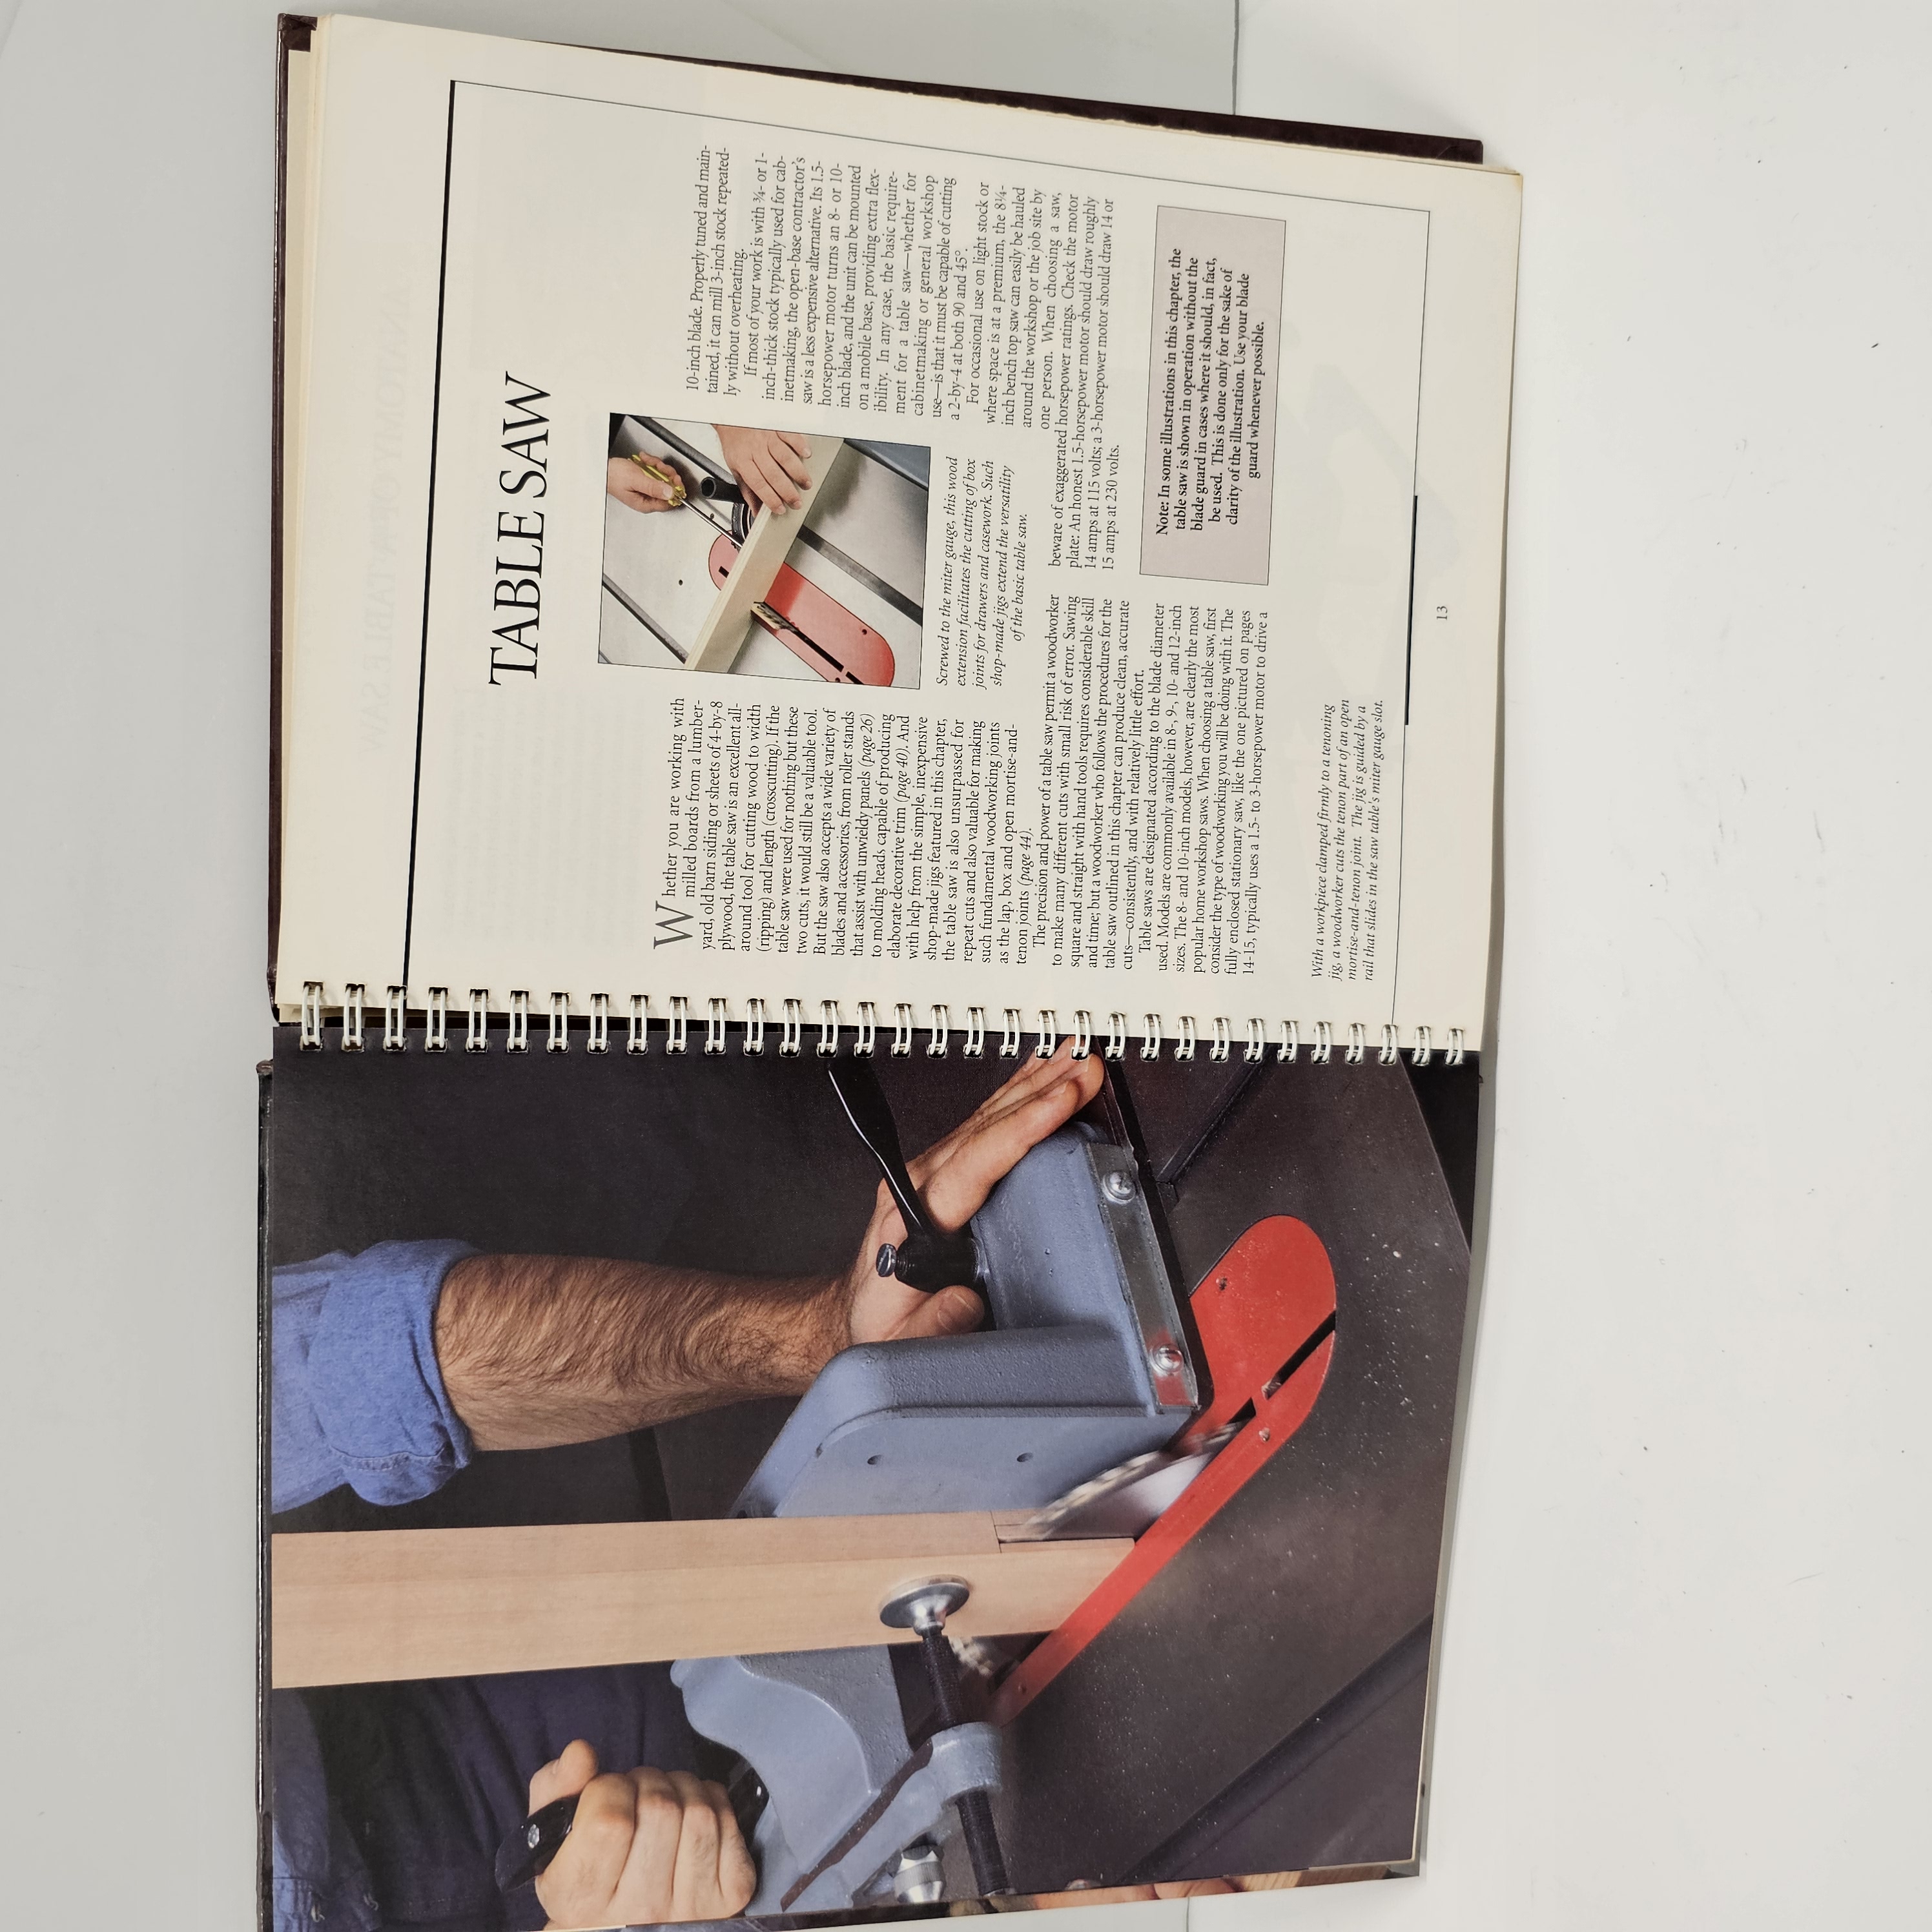 TABLE SAW
Whether you are working with
milled boards from a lumber-
yard, old barn siding or sheets of 4-by-8
plywood, the table saw is an excellent all-
around tool for cutting wood to width
(ripping) and length (crosscutting). If the
table saw were used for nothing but these
two cuts, it would still be a valuable tool.
But the saw also accepts a wide variety of
blades and accessories, from roller stands
that assist with unwieldy panels (page 26)
to molding heads capable of producing
elaborate decorative trim (page 40). And
with help from the simple, inexpensive
shop-made jigs featured in this chapter,
the table saw is also unsurpassed for
repeat cuts and also valuable for making
such fundamental woodworking joints
as the lap, box and open mortise-and-
tenon joints (page 44).
The precision and power of a table saw permit a woodworker
to make many different cuts with small risk of error. Sawing
square and straight with hand tools requires considerable skill
and time; but a woodworker who follows the procedures for the
table saw outlined in this chapter can produce clean, accurate
cuts—consistently, and with relatively little effort.
Table saws are designated according to the blade diameter
used. Models are commonly available in 8-, 9-, 10- and 12-inch
sizes. The 8- and 10-inch models, however, are clearly the most
popular home workshop saws. When choosing a table saw, first
consider the type of woodworking you will be doing with it. The
fully enclosed stationary saw, like the one pictured on pages
14-15, typically uses a 1.5- to 3-horsepower motor to drive a
Screwed to the miter gauge, this wood
extension facilitates the cutting of box
joints for drawers and casework. Such
shop-made jigs extend the versatility
of the basic table saw.
10-inch blade. Properly tuned and main-
tained, it can mill 3-inch stock repeated-
ly without overheating.
If most of your work is with ¾- or 1-
inch-thick stock typically used for cab-
inetmaking, the open-base contractor's
saw is a less expensive alternative. Its 1.5-
horsepower motor turns an 8- or 10-
inch blade, and the unit can be mounted
on a mobile base, providing extra flex-
ibility. In any case, the basic require-
ment for a table saw—whether for
cabinetmaking or general workshop
use—is that it must be capable of cutting
a 2-by-4 at both 90 and 45°.
For occasional use on light stock or
where space is at a premium, the 8¼-
inch bench top saw can easily be hauled
around the workshop or the job site by
one person. When choosing a saw,
beware of exaggerated horsepower ratings. Check the motor
plate: An honest 1.5-horsepower motor should draw roughly
14 amps at 115 volts; a 3-horsepower motor should draw 14 or
15 amps at 230 volts.
Note: In some illustrations in this chapter, the
table saw is shown in operation without the
blade guard in cases where it should, in fact,
be used. This is done only for the sake of
clarity of the illustration. Use your blade
guard whenever possible.
With a workpiece clamped firmly to a tenoning
jig, a woodworker cuts the tenon part of an open
mortise-and-tenon joint. The jig is guided by a
rail that slides in the saw table's miter gauge slot.
13